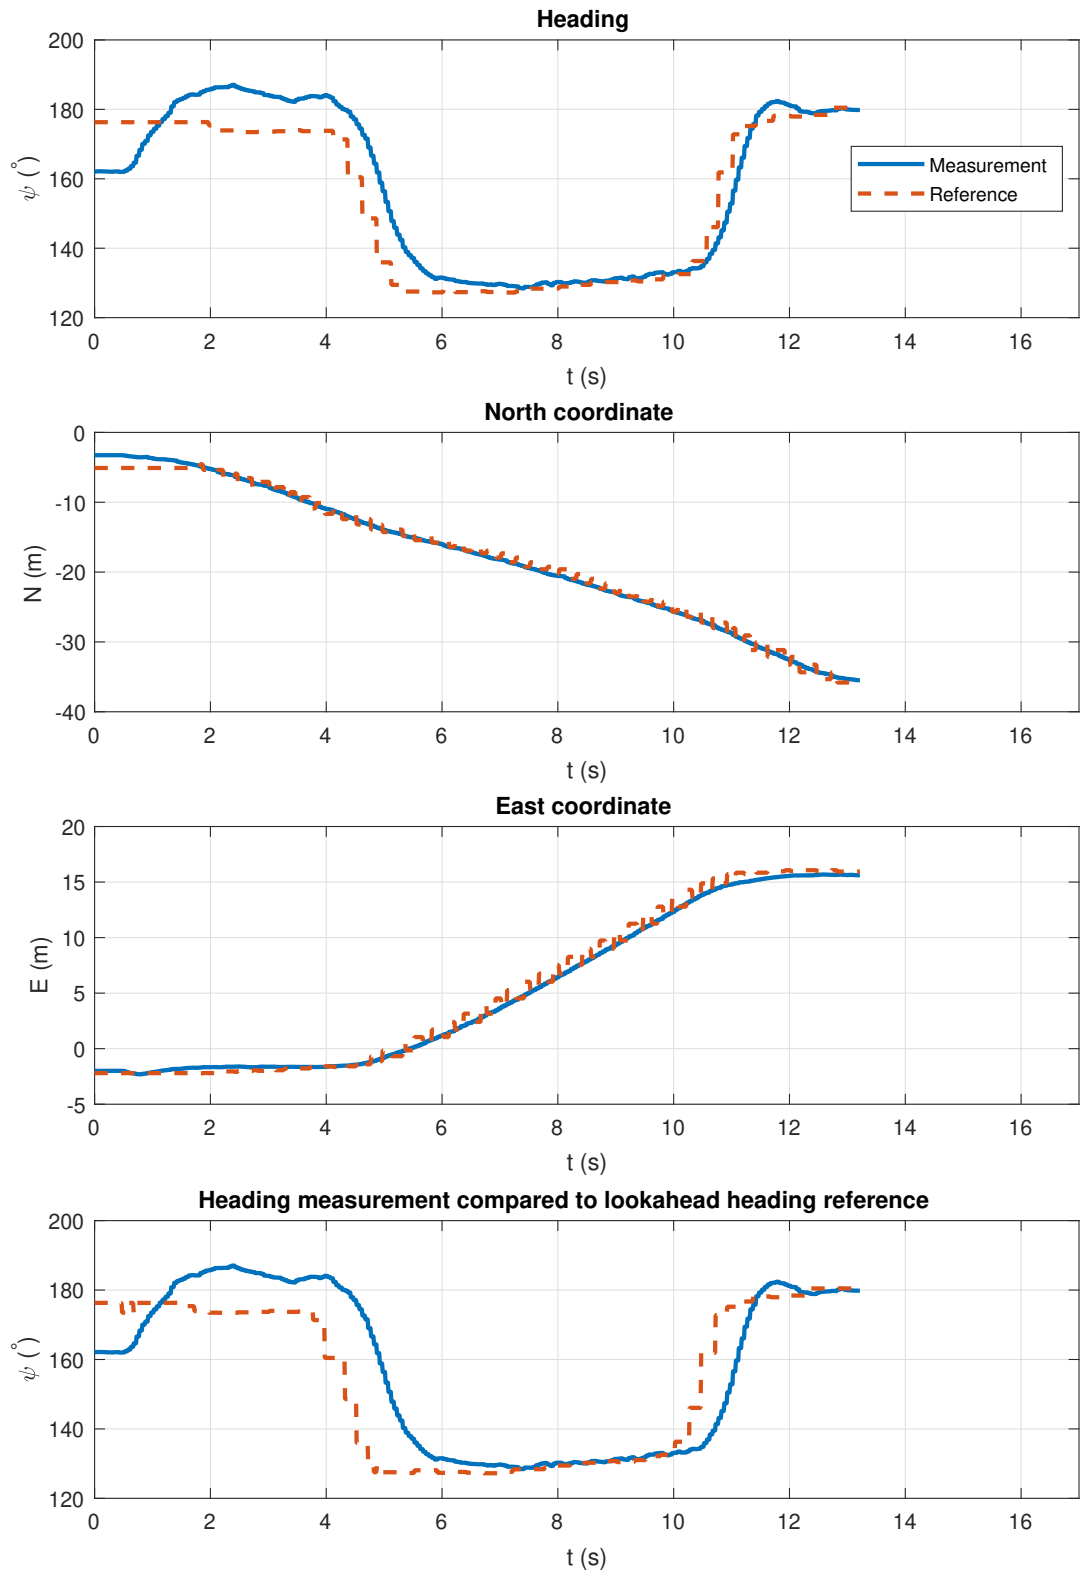 Heading
200
180
160
140
120
ψ (°)
Measurement
Reference
0 2 4 6 8 10 12 14 16
t (s)
North coordinate
0
-10
-20
-30
-40
N (m)
0 2 4 6 8 10 12 14 16
t (s)
East coordinate
20
15
10
5
0
-5
E (m)
0 2 4 6 8 10 12 14 16
t (s)
Heading measurement compared to lookahead heading reference
200
180
160
140
120
ψ (°)
0 2 4 6 8 10 12 14 16
t (s)